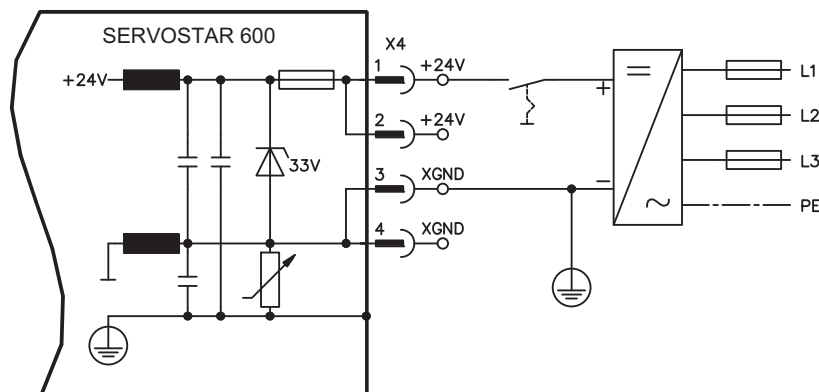 SERVOSTAR 600
X4
+24V
1
+24V
2
+24V
33V
3
XGND
4
XGND
+
−
L1
L2
L3
PE